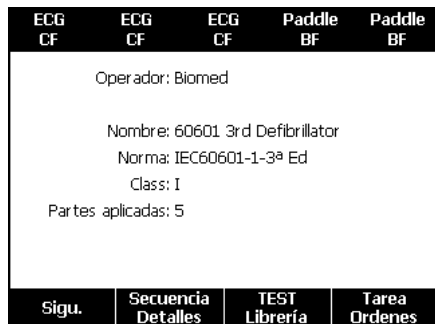 ECG ECG ECG Paddle Paddle
CF CF CF BF BF
Operador: Biomed
Nombre: 60601 3rd Defibrillator
Norma: IEC60601-1-3ª Ed
Class: I
Partes aplicadas: 5
Sigu. Secuencia Detalles TEST Librería Tarea Ordenes